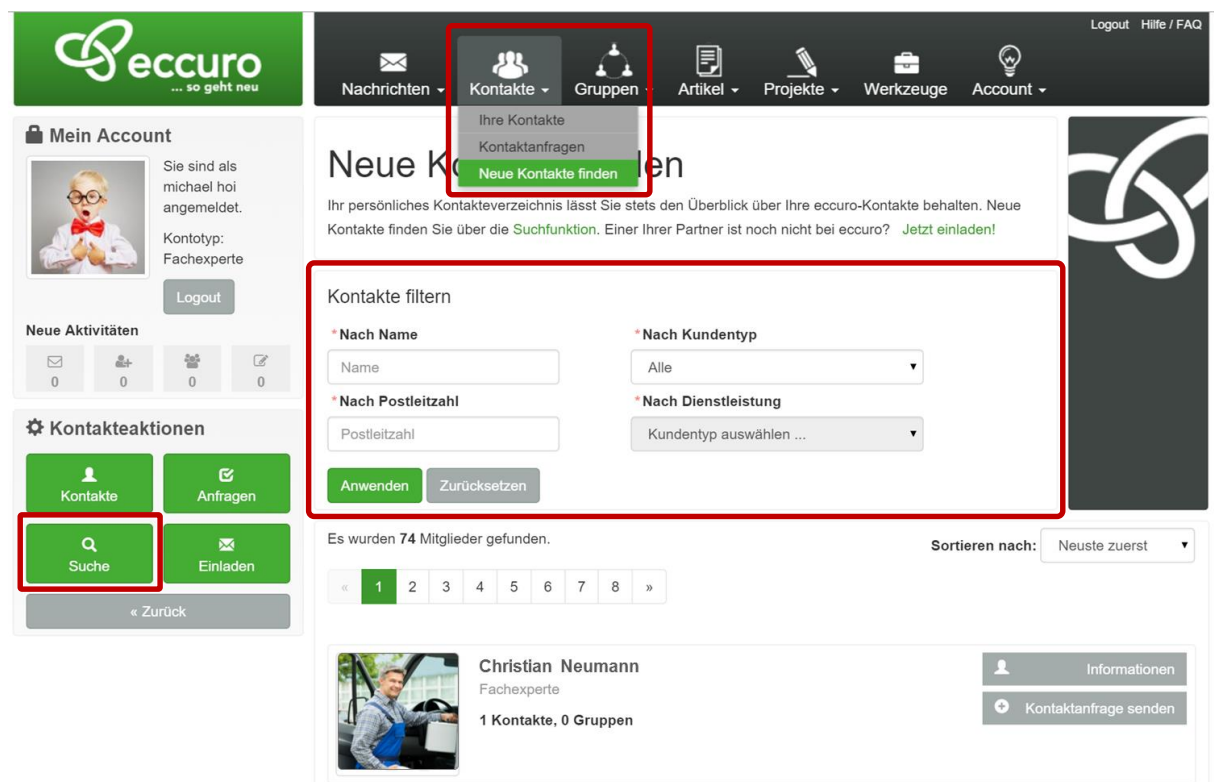 eccuro
... so geht neu
Logout Hilfe / FAQ
Nachrichten
Kontakte
Gruppen
Artikel
Projekte
Werkzeuge
Account
Ihre Kontakte
Kontaktanfragen
Neue Kontakte finden
Mein Account
Sie sind als
michael hoi
angemeldet.
Kontotyp:
Fachexperte
Logout
Neue Aktivitäten
0 0 0 0
Kontakteaktionen
Kontakte
Anfragen
Suche
Einladen
« Zurück
Neue
Ihr persönliches Kontakteverzeichnis lässt Sie stets den Überblick über Ihre eccuro-Kontakte behalten. Neue
Kontakte finden Sie über die Suchfunktion. Einer Ihrer Partner ist noch nicht bei eccuro? Jetzt einladen!
Kontakte filtern
*Nach Name
*Nach Kundentyp
Name
Alle
*Nach Postleitzahl
*Nach Dienstleistung
Postleitzahl
Kundentyp auswählen ...
Anwenden
Zurücksetzen
Es wurden 74 Mitglieder gefunden.
Sortieren nach: Neuste zuerst
« 1 2 3 4 5 6 7 8 »
Christian Neumann
Fachexperte
1 Kontakte, 0 Gruppen
Informationen
Kontaktanfrage senden